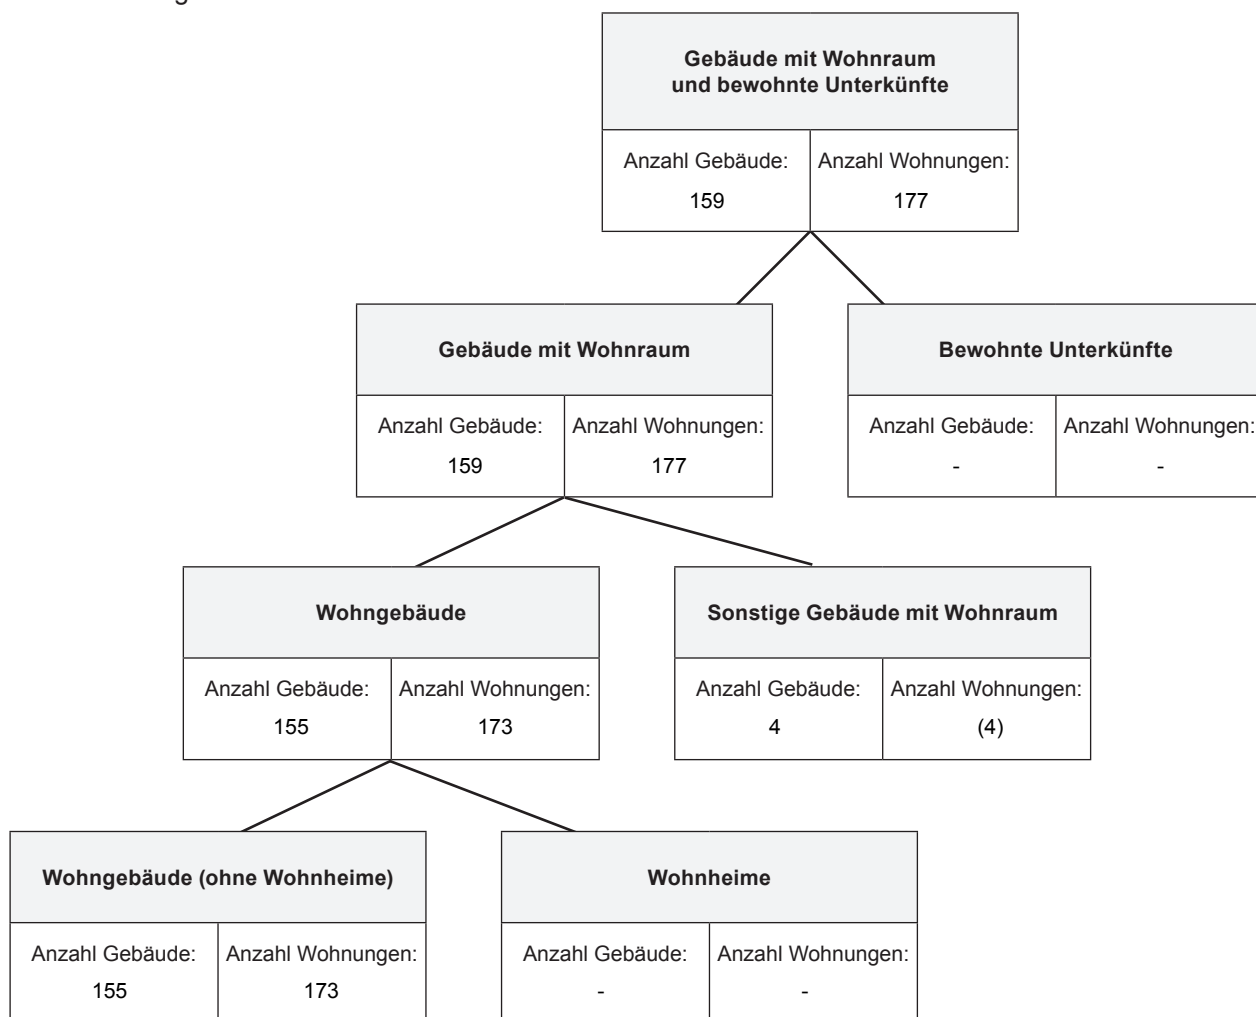 Gebäude mit Wohnraum
und bewohnte Unterkünfte
Anzahl Gebäude: Anzahl Wohnungen:
159 177
Gebäude mit Wohnraum
Anzahl Gebäude: Anzahl Wohnungen:
159 177
Bewohnte Unterkünfte
Anzahl Gebäude: Anzahl Wohnungen:
- -
Wohngebäude
Anzahl Gebäude: Anzahl Wohnungen:
155 173
Sonstige Gebäude mit Wohnraum
Anzahl Gebäude: Anzahl Wohnungen:
4 (4)
Wohngebäude (ohne Wohnheime)
Anzahl Gebäude: Anzahl Wohnungen:
155 173
Wohnheime
Anzahl Gebäude: Anzahl Wohnungen:
- -